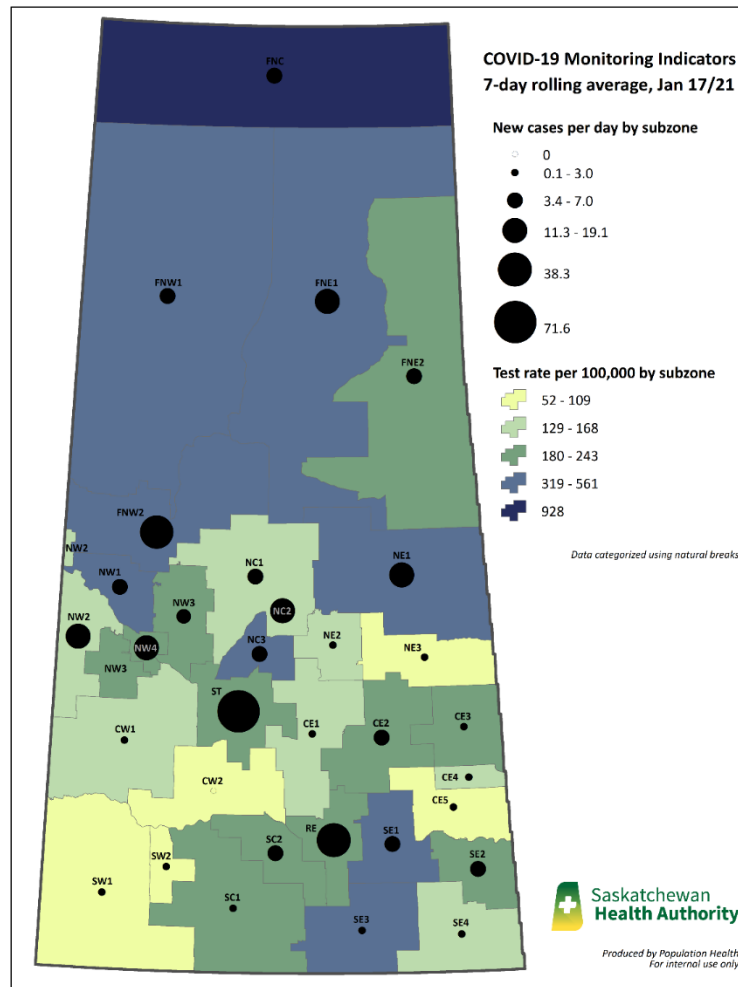 COVID-19 Monitoring Indicators
7-day rolling average, Jan 17/21
New cases per day by subzone
0
0.1 - 3.0
3.4 - 7.0
11.3 - 19.1
38.3
71.6
Test rate per 100,000 by subzone
52 - 109
129 - 168
180 - 243
319 - 561
928
Data categorized using natural breaks
FNC
FNW1
FNE1
FNE2
FNW2
NW2
NW1
NC1
NE1
NW3
NC2
NW2
NW4
NC3
NE2
NE3
NW3
ST
CW1
CE1
CE2
CE3
CW2
CE4
CE5
RE
SC2
SE1
SW2
SE2
SW1
SC1
SE3
SE4
Saskatchewan
Health Authority
Produced by Population Health
For internal use only